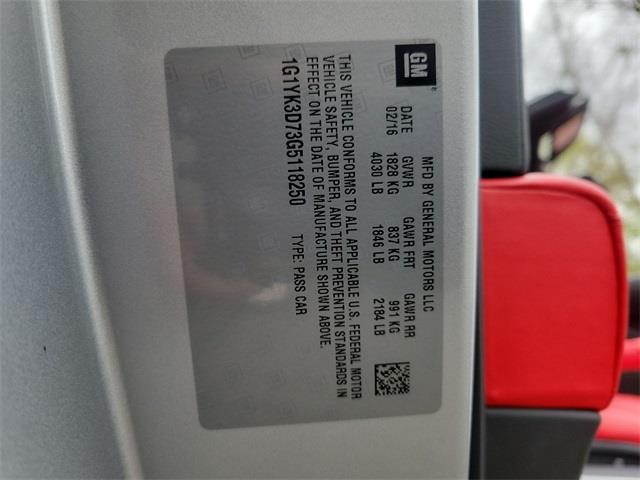 GM
MFD BY GENERAL MOTORS LLC
DATE GVWR GAWR FRT GAWR RR
02/16 1828 KG 837 KG 991 KG
4030 LB 1846 LB 2184 LB
THIS VEHICLE CONFORMS TO ALL APPLICABLE U.S. FEDERAL MOTOR
VEHICLE SAFETY, BUMPER, AND THEFT PREVENTION STANDARDS IN
EFFECT ON THE DATE OF MANUFACTURE SHOWN ABOVE.
1G1YK3D73G5118250 TYPE: PASS CAR